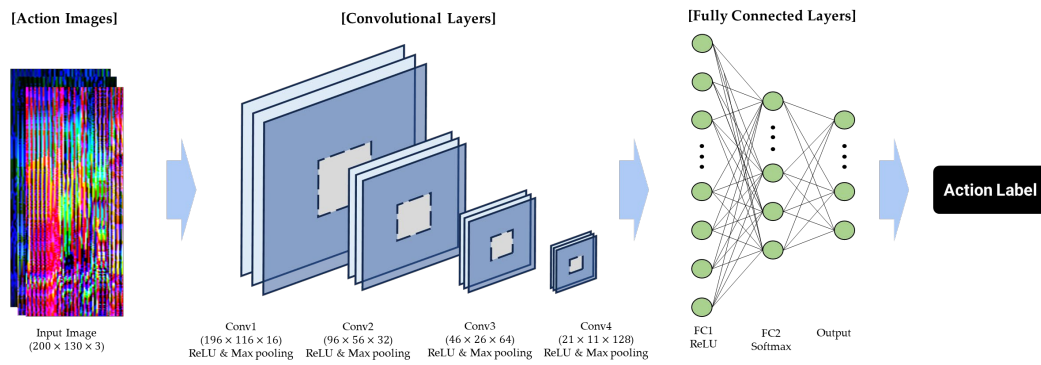 [Action Images]
[Convolutional Layers]
[Fully Connected Layers]
Action Label
Input Image
(200 × 130 × 3)
Conv1
(196 × 116 × 16)
ReLU & Max pooling
Conv2
(96 × 56 × 32)
ReLU & Max pooling
Conv3
(46 × 26 × 64)
ReLU & Max pooling
Conv4
(21 × 11 × 128)
ReLU & Max pooling
FC1
ReLU
FC2
Softmax
Output